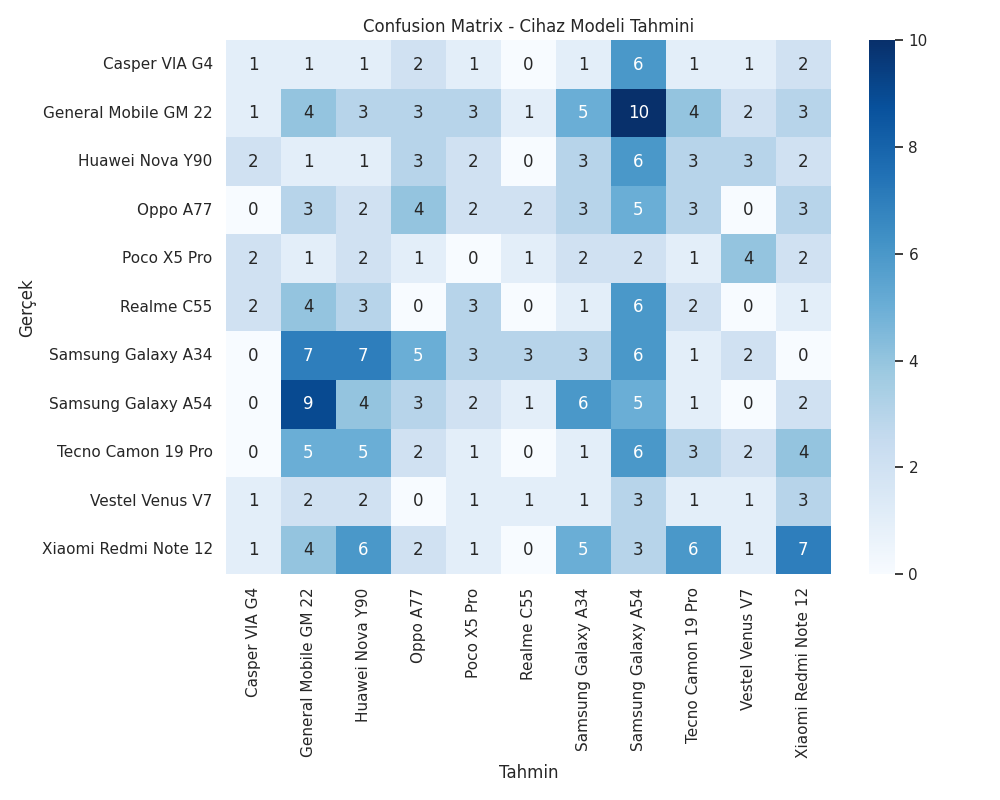 Confusion Matrix - Cihaz Modeli Tahmini
Gerçek
Casper VIA G4 1 1 1 2 1 0 1 6 1 1 2
General Mobile GM 22 1 4 3 3 3 1 5 10 4 2 3
Huawei Nova Y90 2 1 1 3 2 0 3 6 3 3 2
Oppo A77 0 3 2 4 2 2 3 5 3 0 3
Poco X5 Pro 2 1 2 1 0 1 2 2 1 4 2
Realme C55 2 4 3 0 3 0 1 6 2 0 1
Samsung Galaxy A34 0 7 7 5 3 3 3 6 1 2 0
Samsung Galaxy A54 0 9 4 3 2 1 6 5 1 0 2
Tecno Camon 19 Pro 0 5 5 2 1 0 1 6 3 2 4
Vestel Venus V7 1 2 2 0 1 1 1 3 1 1 3
Xiaomi Redmi Note 12 1 4 6 2 1 0 5 3 6 1 7
Casper VIA G4
General Mobile GM 22
Huawei Nova Y90
Oppo A77
Poco X5 Pro
Realme C55
Samsung Galaxy A34
Samsung Galaxy A54
Tecno Camon 19 Pro
Vestel Venus V7
Xiaomi Redmi Note 12
Tahmin
10
8
6
4
2
0